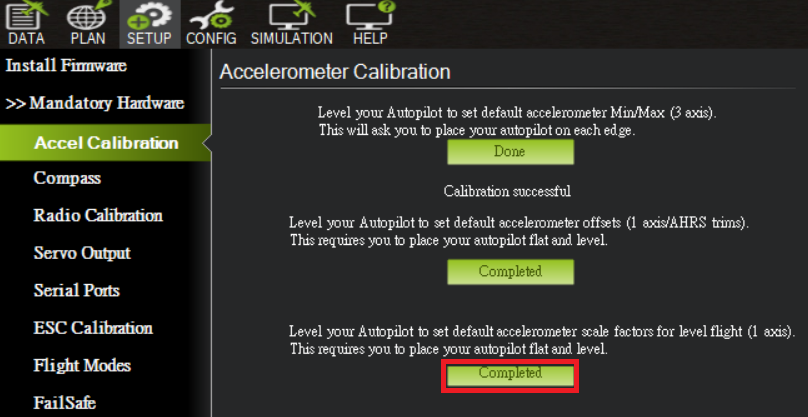 DATA PLAN SETUP CONFIG SIMULATION HELP
Install Firmware
>> Mandatory Hardware
Accel Calibration
Compass
Radio Calibration
Servo Output
Serial Ports
ESC Calibration
Flight Modes
FailSafe
Accelerometer Calibration
Level your Autopilot to set default accelerometer Min/Max (3 axis).
This will ask you to place your autopilot on each edge.
Done
Calibration successful
Level your Autopilot to set default accelerometer offsets (1 axis/AHRS trims).
This requires you to place your autopilot flat and level.
Completed
Level your Autopilot to set default accelerometer scale factors for level flight (1 axis).
This requires you to place your autopilot flat and level.
Completed